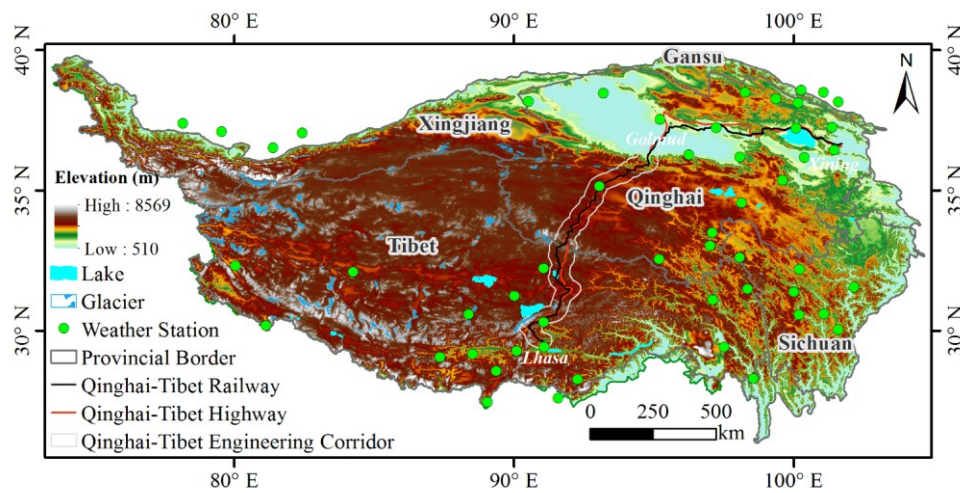 80° E
90° E
100° E
40° N
40° N
N
Gansu
Xingjiang
Golmud
Xining
Elevation (m)
High : 8569
Low : 510
35° N
35° N
Qinghai
Tibet
Lake
Glacier
Weather Station
30° N
30° N
Provincial Border
Lhasa
Sichuan
Qinghai-Tibet Railway
Qinghai-Tibet Highway
Qinghai-Tibet Engineering Corridor
0 250 500
km
80° E
90° E
100° E